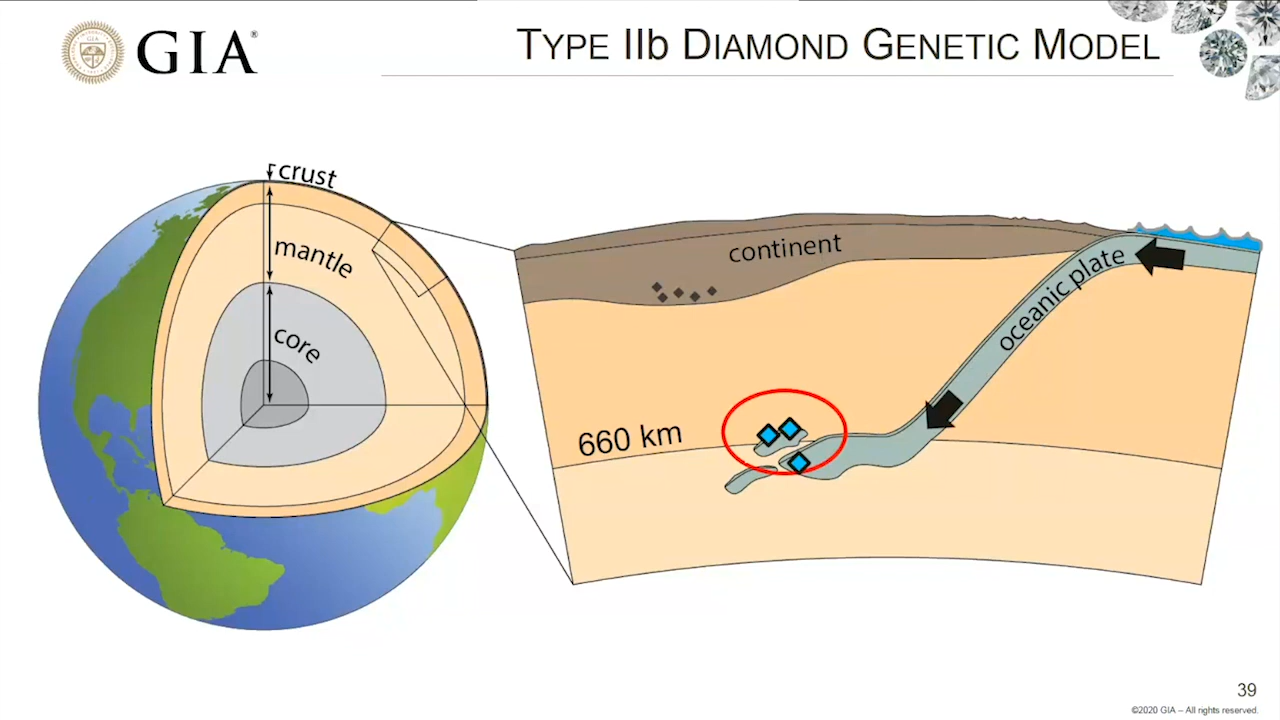 GIA®
TYPE IIb DIAMOND GENETIC MODEL
crust
mantle
core
continent
oceanic plate
660 km
39
©2020 GIA – All rights reserved.